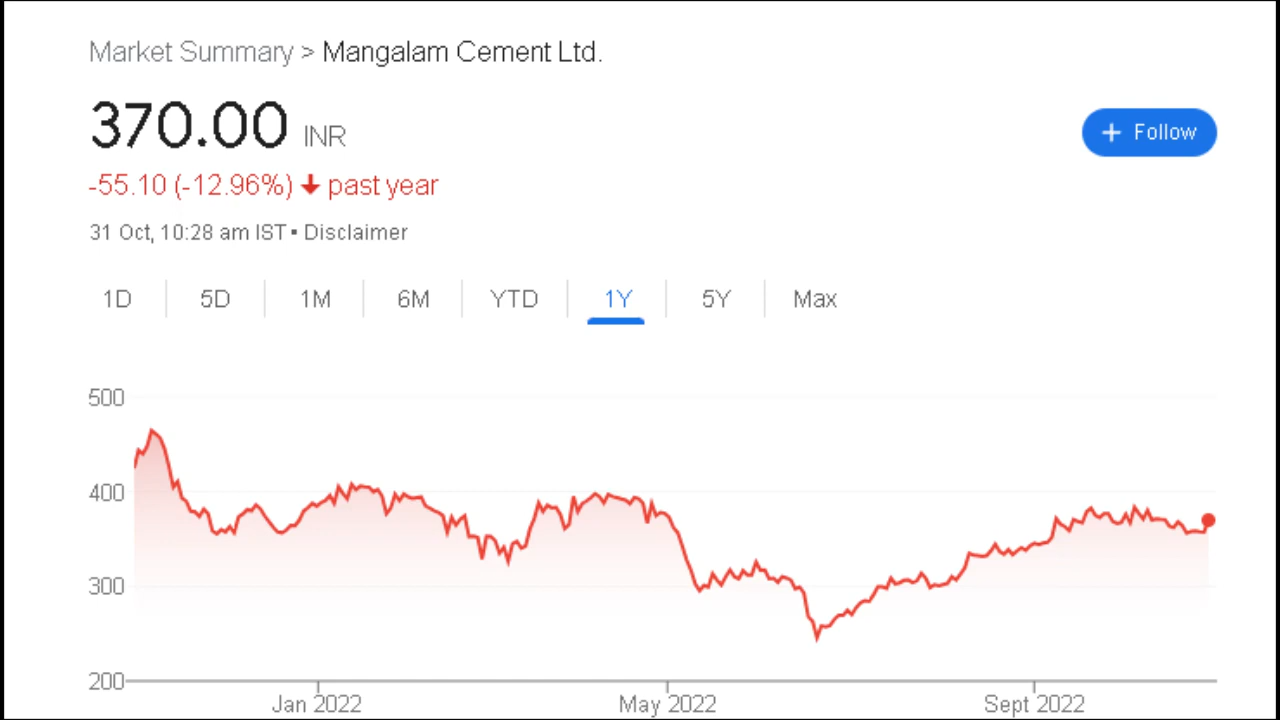 Market Summary > Mangalam Cement Ltd.
370.00 INR
+ Follow
-55.10 (-12.96%) ↓ past year
31 Oct, 10:28 am IST • Disclaimer
1D 5D 1M 6M YTD 1Y 5Y Max
500
400
300
200
Jan 2022 May 2022 Sept 2022